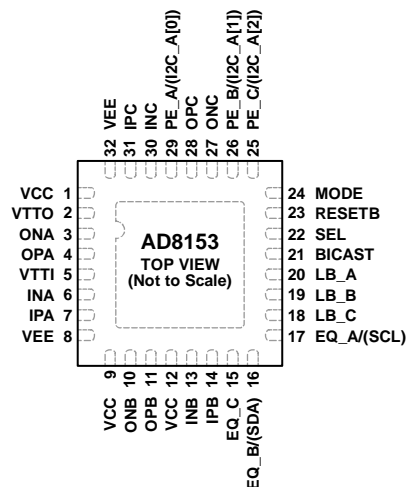 32 VEE
31 IPC
30 INC
29 PE_A/(I2C_A[0])
28 OPC
27 ONC
26 PE_B/(I2C_A[1])
25 PE_C/(I2C_A[2])
VCC 1
VTTO 2
ONA 3
OPA 4
VTTI 5
INA 6
IPA 7
VEE 8
AD8153
TOP VIEW
(Not to Scale)
24 MODE
23 RESETB
22 SEL
21 BICAST
20 LB_A
19 LB_B
18 LB_C
17 EQ_A/(SCL)
VCC 9
ONB 10
OPB 11
VCC 12
INB 13
IPB 14
EQ_C 15
EQ_B/(SDA) 16